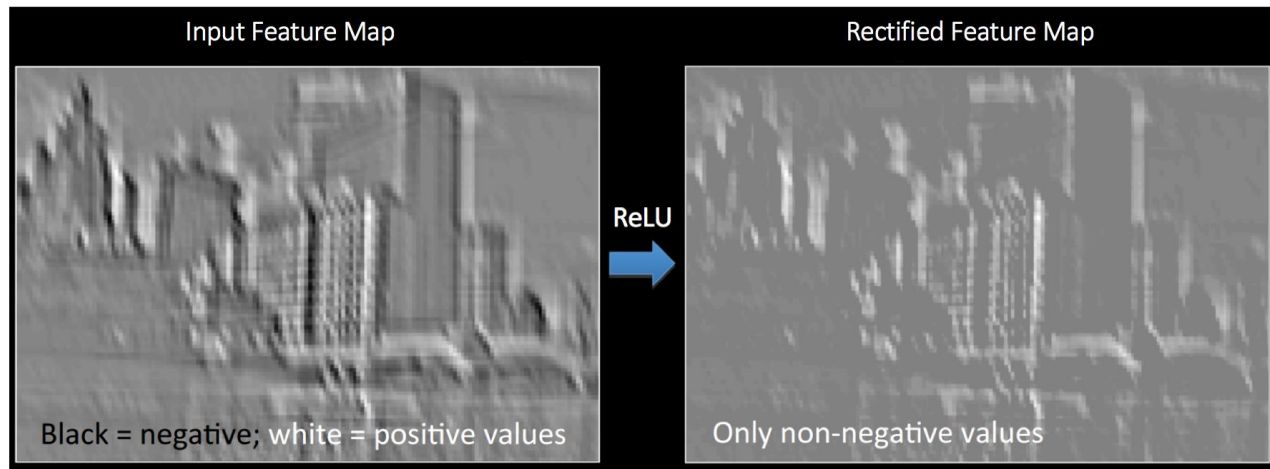 Input Feature Map
Rectified Feature Map
ReLU
Black = negative; white = positive values
Only non-negative values